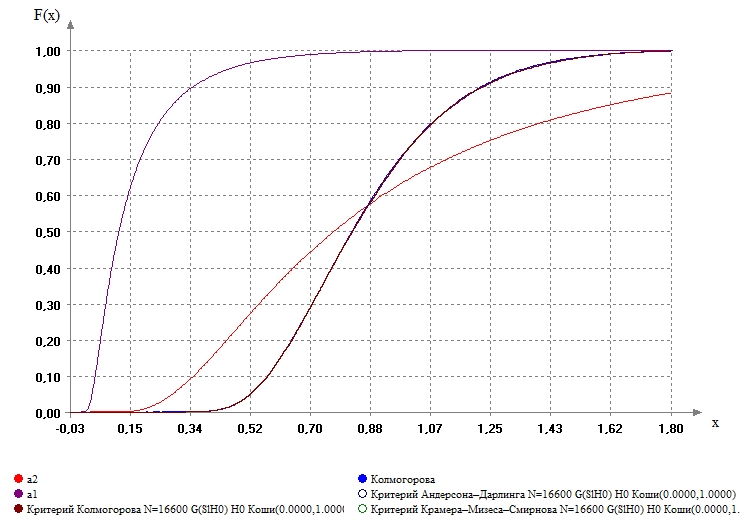 F(x)
1,00
0,90
0,80
0,70
0,60
0,50
0,40
0,30
0,20
0,10
0,00
-0,03 0,15 0,34 0,52 0,70 0,88 1,07 1,25 1,43 1,62 1,80
x
a2
a1
Критерий Колмогорова N=16600 G(S|H0) H0 Коши(0.0000,1.0000
Колмогорова
Критерий Андерсона–Дарлинга N=16600 G(S|H0) H0 Коши(0.0000,1.0000)
Критерий Крамера–Мизеса–Смирнова N=16600 G(S|H0) H0 Коши(0.0000,1.